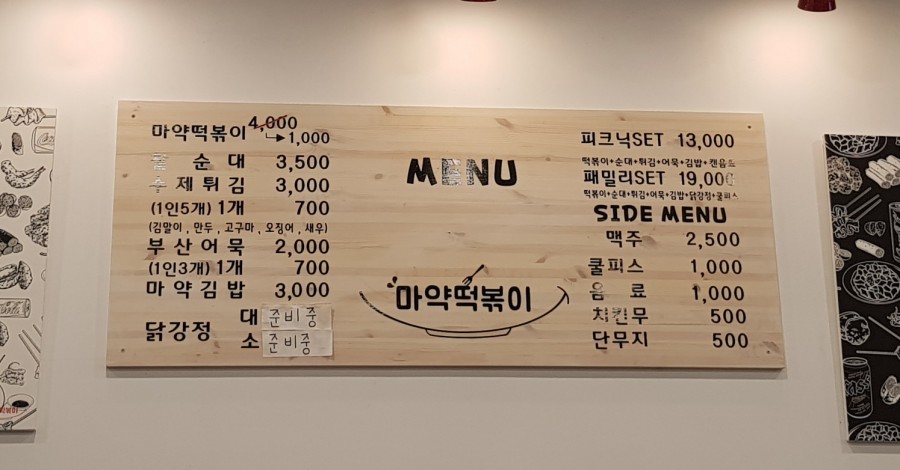 마약떡볶이 4,000
→1,000
순대 3,500
수제튀김 3,000
(1인5개) 1개 700
(김말이, 만두, 고구마, 오징어, 새우)
부산어묵 2,000
(1인3개) 1개 700
마약김밥 3,000
닭강정 대 준비중
소 준비중
MENU
마약떡볶이
피크닉SET 13,000
떡볶이+순대+튀김+어묵+김밥+캔음료
패밀리SET 19,000
떡볶이+순대+튀김+어묵+김밥+닭강정+쿨피스
SIDE MENU
맥주 2,500
쿨피스 1,000
음료 1,000
치킨무 500
단무지 500